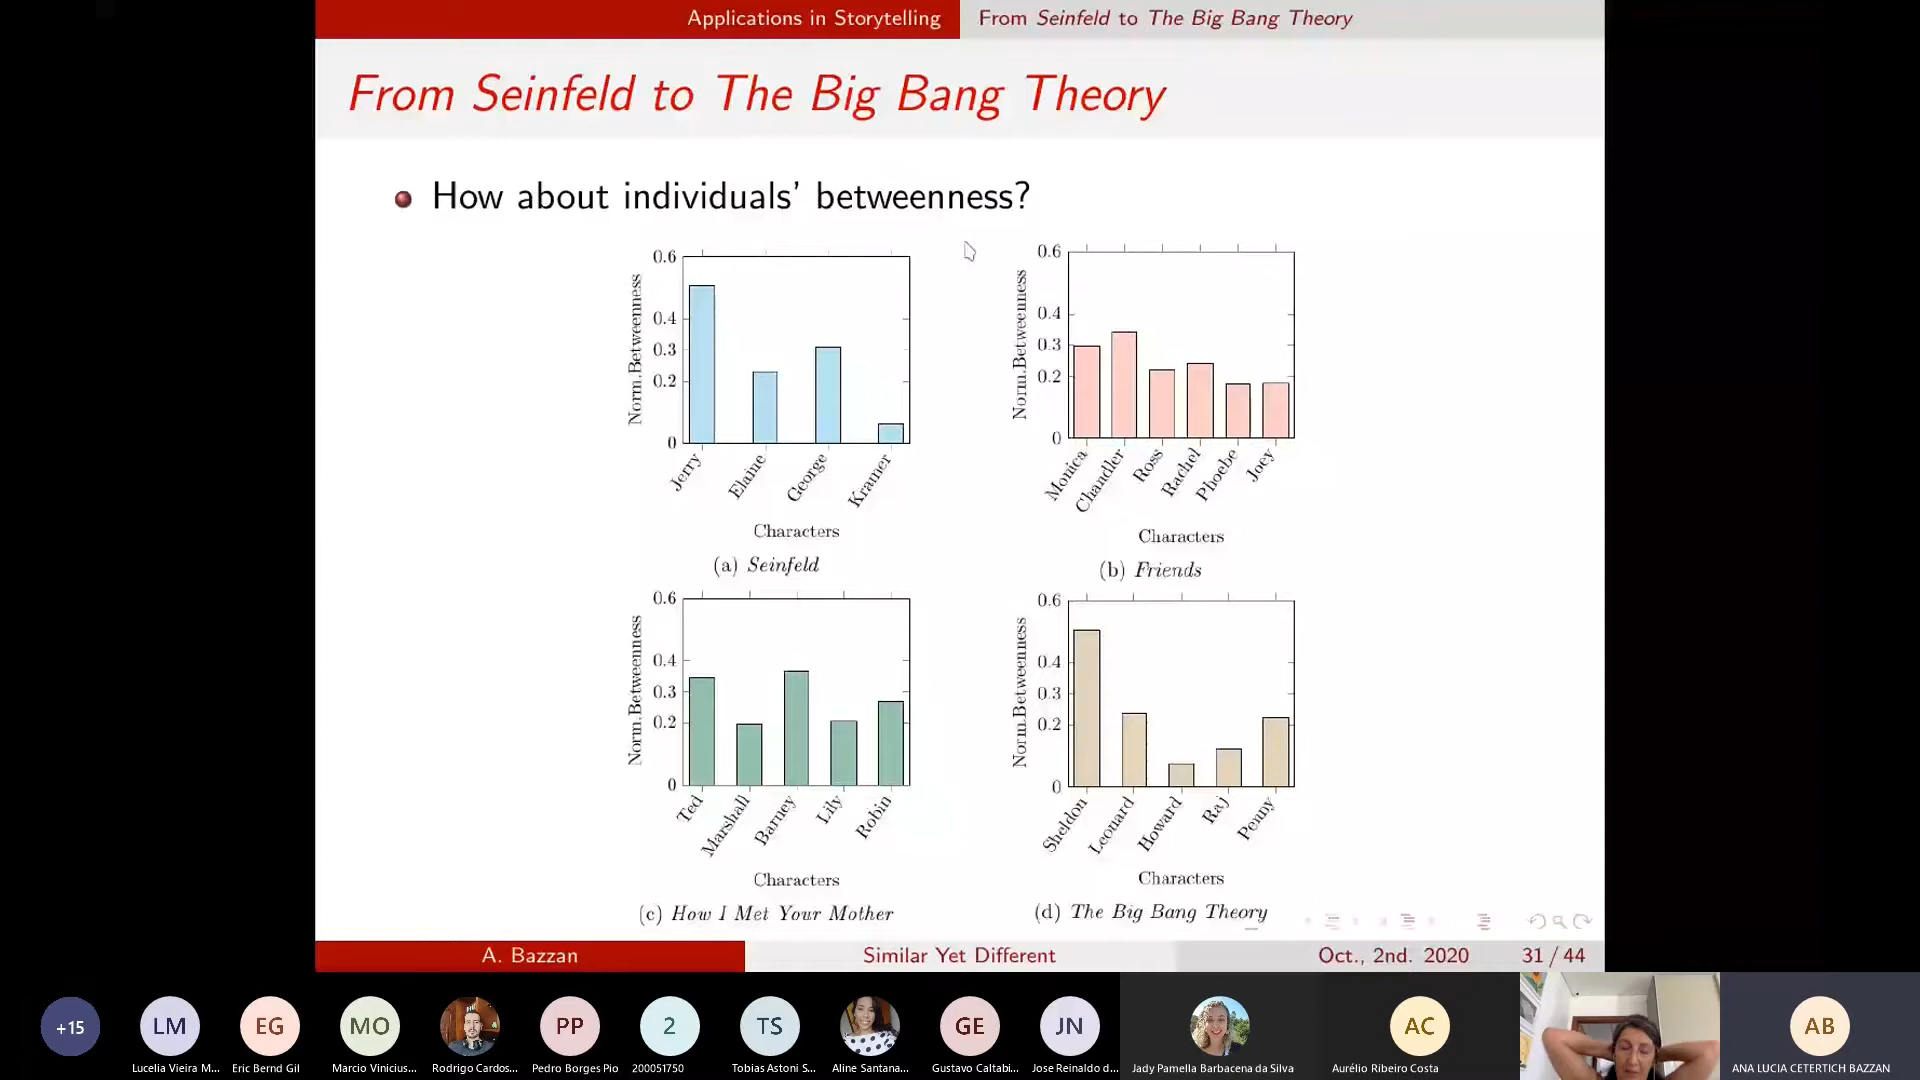 Applications in Storytelling
From Seinfeld to The Big Bang Theory
From Seinfeld to The Big Bang Theory
How about individuals' betweenness?
0.6
0.4
0.3
0.2
0
Norm.Betweenness
Jerry
Elaine
George
Kramer
Characters
(a) Seinfeld
0.6
0.4
0.3
0.2
0
Norm.Betweenness
Monica
Chandler
Ross
Rachel
Phoebe
Joey
Characters
(b) Friends
0.6
0.4
0.3
0.2
0
Norm.Betweenness
Ted
Marshall
Barney
Lily
Robin
Characters
(c) How I Met Your Mother
0.6
0.4
0.3
0.2
0
Norm.Betweenness
Sheldon
Leonard
Howard
Raj
Penny
Characters
(d) The Big Bang Theory
A. Bazzan
Similar Yet Different
Oct., 2nd. 2020
31 / 44
+15
LM
EG
MO
PP
2
TS
GE
JN
AC
AB
Lucelia Vieira M...
Eric Bernd Gil
Marcio Vinicius...
Rodrigo Cardos...
Pedro Borges Pio
200051750
Tobias Astoni S...
Aline Santana...
Gustavo Caltabi...
Jose Reinaldo d...
Jady Pamella Barbacena da Silva
Aurélio Ribeiro Costa
ANA LUCIA CETERTICH BAZZAN